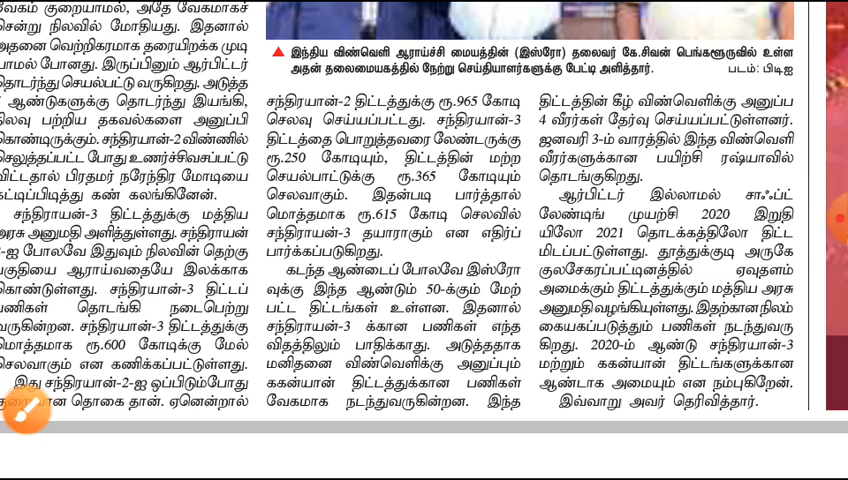 வேகம் குறையாமல், அதே வேகமாகச்
சென்று நிலவில் மோதியது. இதனால்
அதனை வெற்றிகரமாக தரையிறக்க முடி
யாமல் போனது. இருப்பினும் ஆர்பிட்டர்
தொடர்ந்து செயல்பட்டு வருகிறது. அடுத்த
ஆண்டுகளுக்கு தொடர்ந்து இயங்கி,
நிலவு பற்றிய தகவல்களை அனுப்பி
கொண்டிருக்கும். சந்திரயான்-2 விண்ணில்
செலுத்தப்பட்ட போது உணர்ச்சிவசப்பட்டு
விட்டதால் பிரதமர் நரேந்திர மோடியை
கட்டிப்பிடித்து கண் கலங்கினேன்.
சந்திராயன்-3 திட்டத்துக்கு மத்திய
அரசு அனுமதி அளித்துள்ளது. சந்திராயன்
2-ஐ போலவே இதுவும் நிலவின் தெற்கு
பகுதியை ஆராய்வதையே இலக்காக
கொண்டுள்ளது. சந்திரயான்-3 திட்டப்
பணிகள் தொடங்கி நடைபெற்று
வருகின்றன. சந்திரயான்-3 திட்டத்துக்கு
மொத்தமாக ரூ.600 கோடிக்கு மேல்
செலவாகும் என கணிக்கப்பட்டுள்ளது.
இது சந்திரயான்-2-ஐ ஒப்பிடும்போது
தொகை தான். ஏனென்றால்
▲ இந்திய விண்வெளி ஆராய்ச்சி மையத்தின் (இஸ்ரோ) தலைவர் கே.சிவன் பெங்களூருவில் உள்ள
அதன் தலைமையகத்தில் நேற்று செய்தியாளர்களுக்கு பேட்டி அளித்தார். படம்: பிடிஐ
சந்திரயான்-2 திட்டத்துக்கு ரூ.965 கோடி
செலவு செய்யப்பட்டது. சந்திரயான்-3
திட்டத்தை பொறுத்தவரை லேண்டருக்கு
ரூ.250 கோடியும், திட்டத்தின் மற்ற
செயல்பாட்டுக்கு ரூ.365 கோடியும்
செலவாகும். இதன்படி பார்த்தால்
மொத்தமாக ரூ.615 கோடி செலவில்
சந்திரயான்-3 தயாராகும் என எதிர்ப்
பார்க்கப்படுகிறது.
கடந்த ஆண்டைப் போலவே இஸ்ரோ
வுக்கு இந்த ஆண்டும் 50-க்கும் மேற்
பட்ட திட்டங்கள் உள்ளன. இதனால்
சந்திராயன்-3 க்கான பணிகள் எந்த
விதத்திலும் பாதிக்காது. அடுத்ததாக
மனிதனை விண்வெளிக்கு அனுப்பும்
ககன்யான் திட்டத்துக்கான பணிகள்
வேகமாக நடந்துவருகின்றன. இந்த
திட்டத்தின் கீழ் விண்வெளிக்கு அனுப்ப
4 வீரர்கள் தேர்வு செய்யப்பட்டுள்ளனர்.
ஜனவரி 3-ம் வாரத்தில் இந்த விண்வெளி
வீரர்களுக்கான பயிற்சி ரஷ்யாவில்
தொடங்குகிறது.
ஆர்பிட்டர் இல்லாமல் சாஃப்ட்
லேண்டிங் முயற்சி 2020 இறுதி
யிலோ 2021 தொடக்கத்திலோ திட்ட
மிடப்பட்டுள்ளது. தூத்துக்குடி அருகே
குலசேகரப்பட்டினத்தில் ஏவுதளம்
அமைக்கும் திட்டத்துக்கும் மத்திய அரசு
அனுமதி வழங்கியுள்ளது. இதற்கான நிலம்
கையகப்படுத்தும் பணிகள் நடந்துவரு
கிறது. 2020-ம் ஆண்டு சந்திரயான்-3
மற்றும் ககன்யான் திட்டங்களுக்கான
ஆண்டாக அமையும் என நம்புகிறேன்.
இவ்வாறு அவர் தெரிவித்தார்.